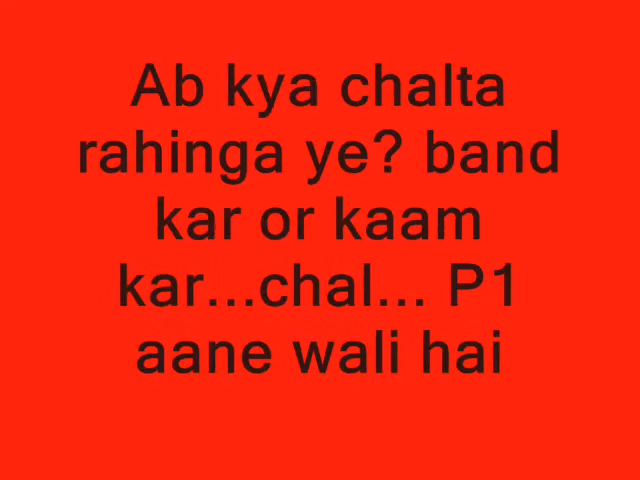 Ab kya chalta
rahinga ye? band
kar or kaam
kar...chal... P1
aane wali hai